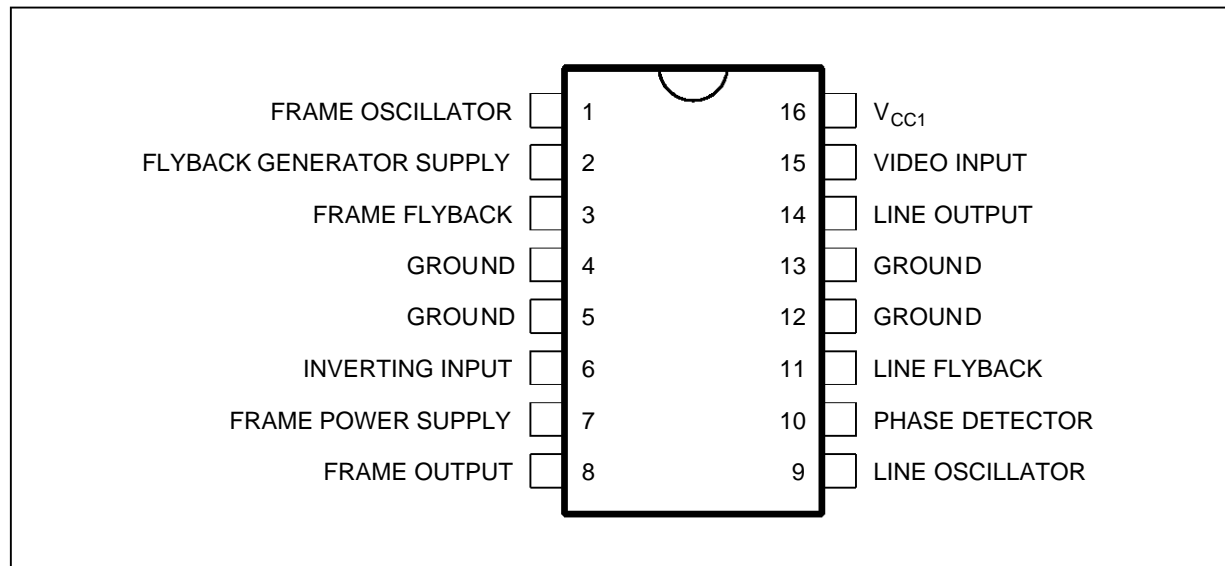 FRAME OSCILLATOR 1 16 VCC1
FLYBACK GENERATOR SUPPLY 2 15 VIDEO INPUT
FRAME FLYBACK 3 14 LINE OUTPUT
GROUND 4 13 GROUND
GROUND 5 12 GROUND
INVERTING INPUT 6 11 LINE FLYBACK
FRAME POWER SUPPLY 7 10 PHASE DETECTOR
FRAME OUTPUT 8 9 LINE OSCILLATOR